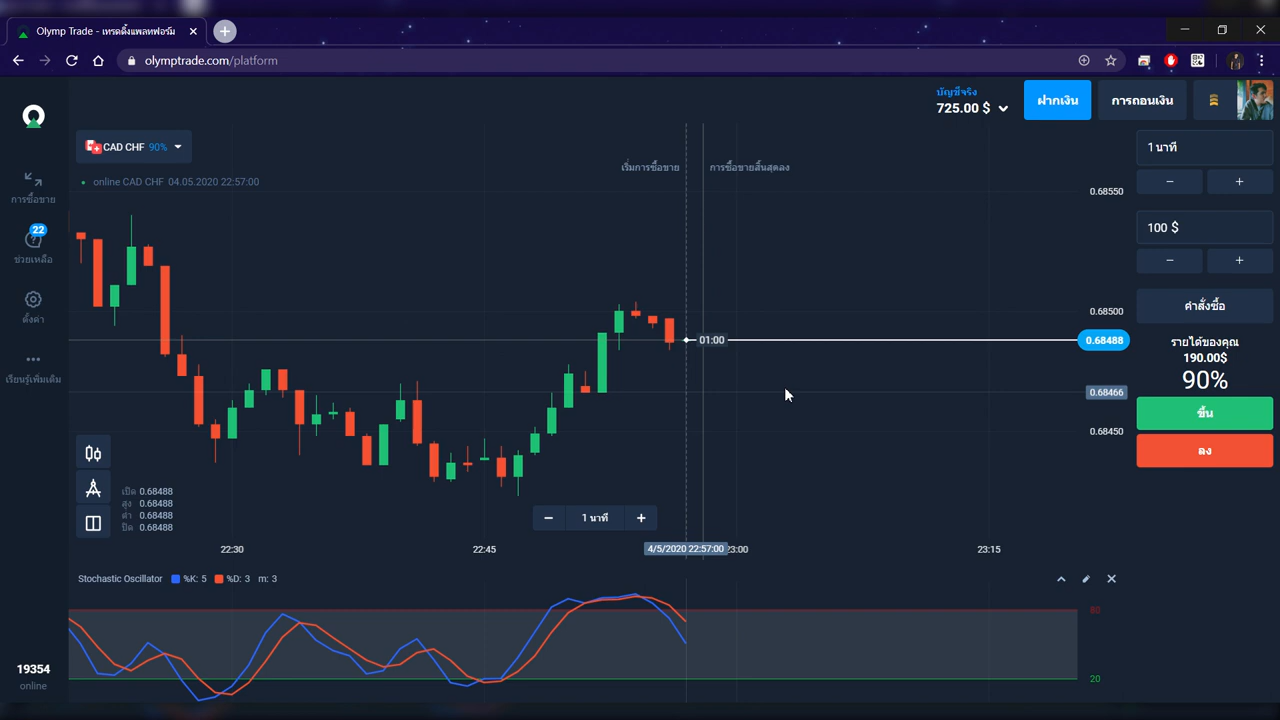 Olymp Trade - เทรดดิ้งแพลทฟอร์ม
olymptrade.com/platform
บัญชีจริง
725.00 $
ฝากเงิน
การถอนเงิน
CAD CHF 90%
online CAD CHF 04.05.2020 22:57:00
เริ่มการซื้อขาย
การซื้อขายสิ้นสุดลง
การซื้อขาย
22
ช่วยเหลือ
ตั้งค่า
เรียนรู้เพิ่มเติม
0.68550
0.68500
0.68488
0.68466
0.68450
01:00
1 นาที
− +
100 $
− +
คำสั่งซื้อ
รายได้ของคุณ
190.00$
90%
ขึ้น
ลง
เปิด 0.68488
สูง 0.68488
ต่ำ 0.68488
ปิด 0.68488
− 1 นาที +
22:30
22:45
4/5/2020 22:57:00
23:00
23:15
Stochastic Oscillator %K: 5 %D: 3 m: 3
80
20
19354
online